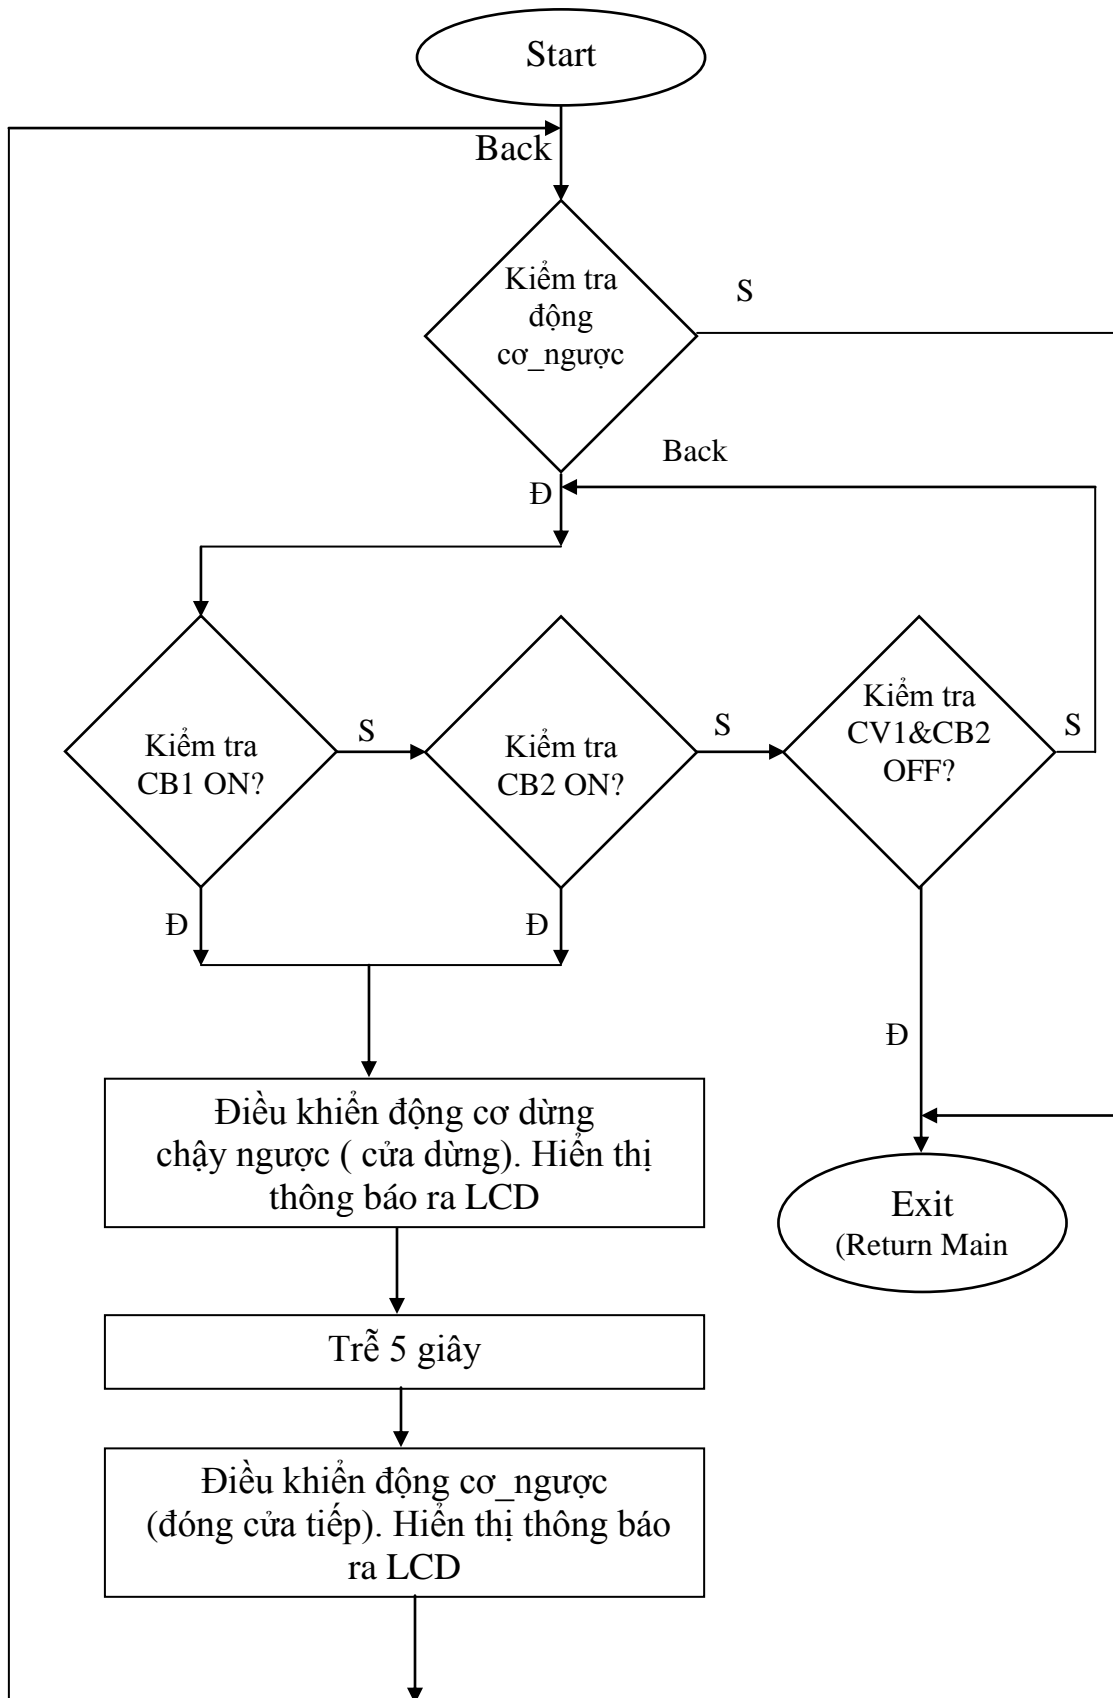 Start
Back
Kiểm tra
động
cơ_ngược
S
Back
Đ
Kiểm tra
CB1 ON?
S
Kiểm tra
CB2 ON?
S
Kiểm tra
CV1&CB2
OFF?
S
Đ
Đ
Đ
Điều khiển động cơ dừng
chậy ngược ( cửa dừng). Hiển thị
thông báo ra LCD
Exit
(Return Main
Trễ 5 giây
Điều khiển động cơ_ngược
(đóng cửa tiếp). Hiển thị thông báo
ra LCD